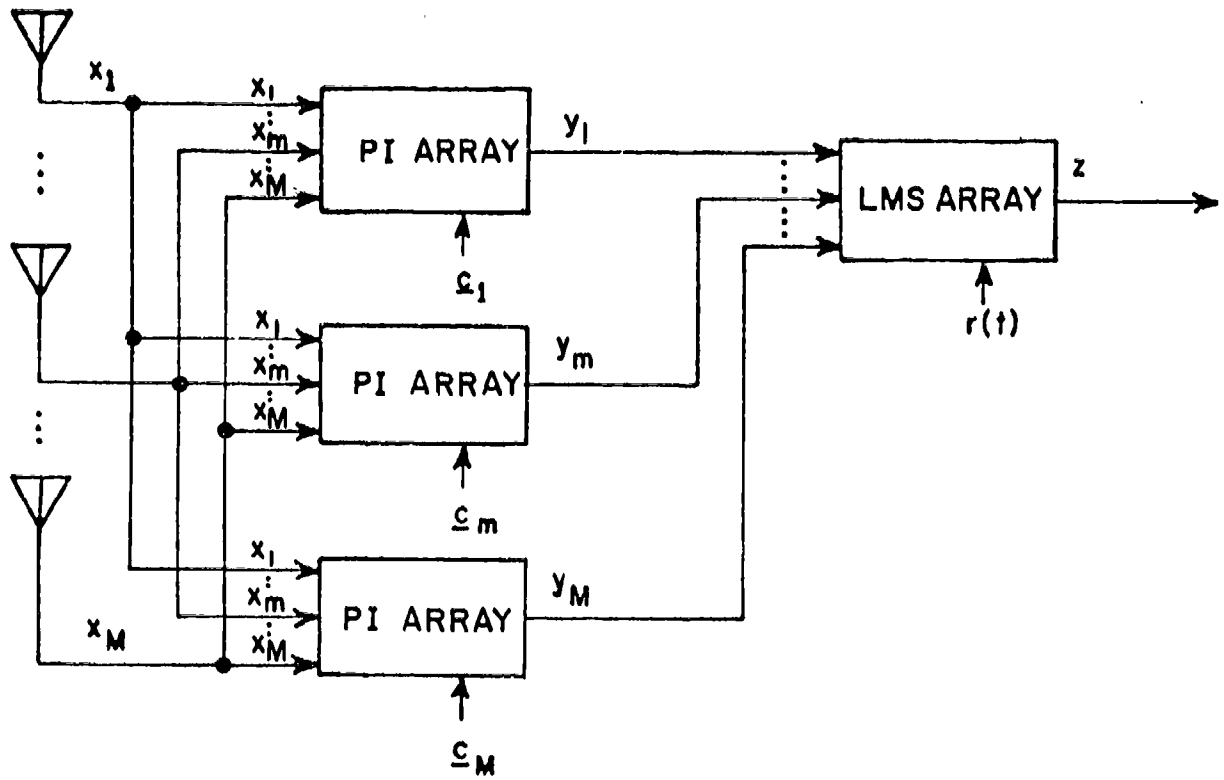 x1
x1
xm
xM
PI ARRAY
y1
c1
LMS ARRAY
z
r(t)
x1
xm
xM
PI ARRAY
ym
cm
xM
x1
xm
xM
PI ARRAY
yM
cM